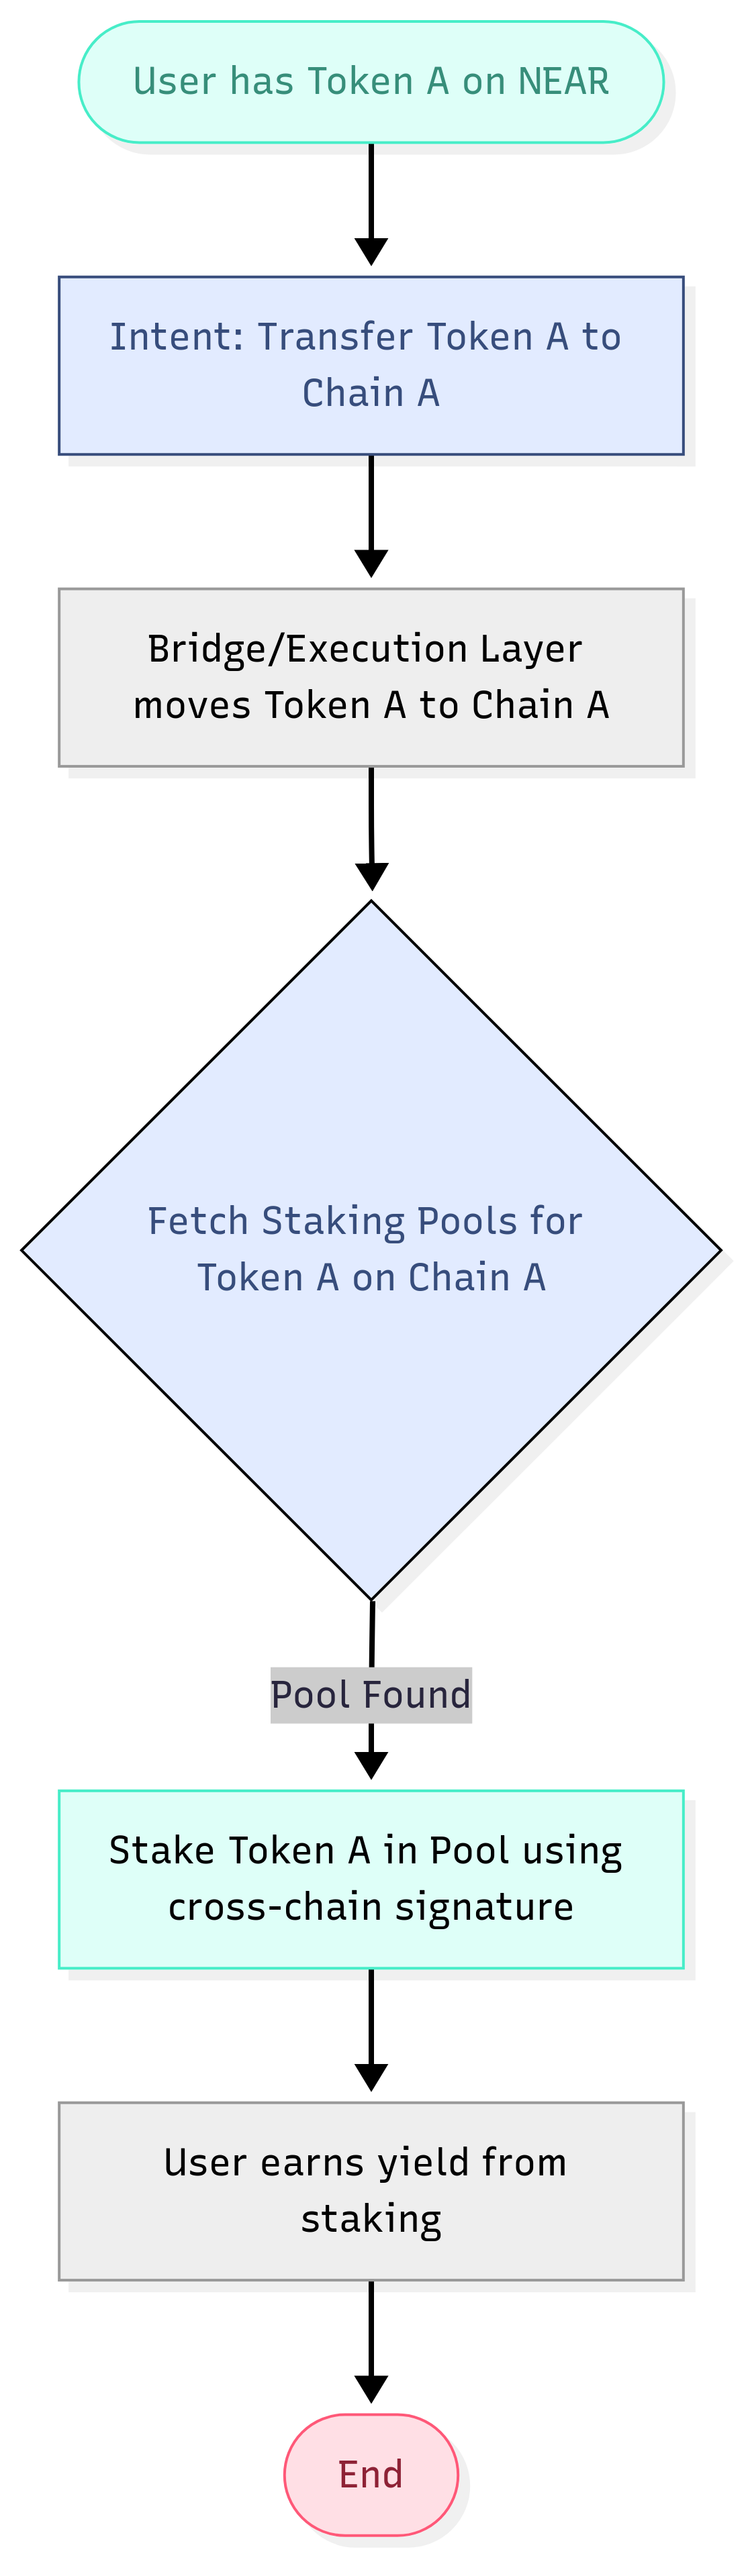 User has Token A on NEAR
Intent: Transfer Token A to
Chain A
Bridge/Execution Layer
moves Token A to Chain A
Fetch Staking Pools for
Token A on Chain A
Pool Found
Stake Token A in Pool using
cross-chain signature
User earns yield from
staking
End